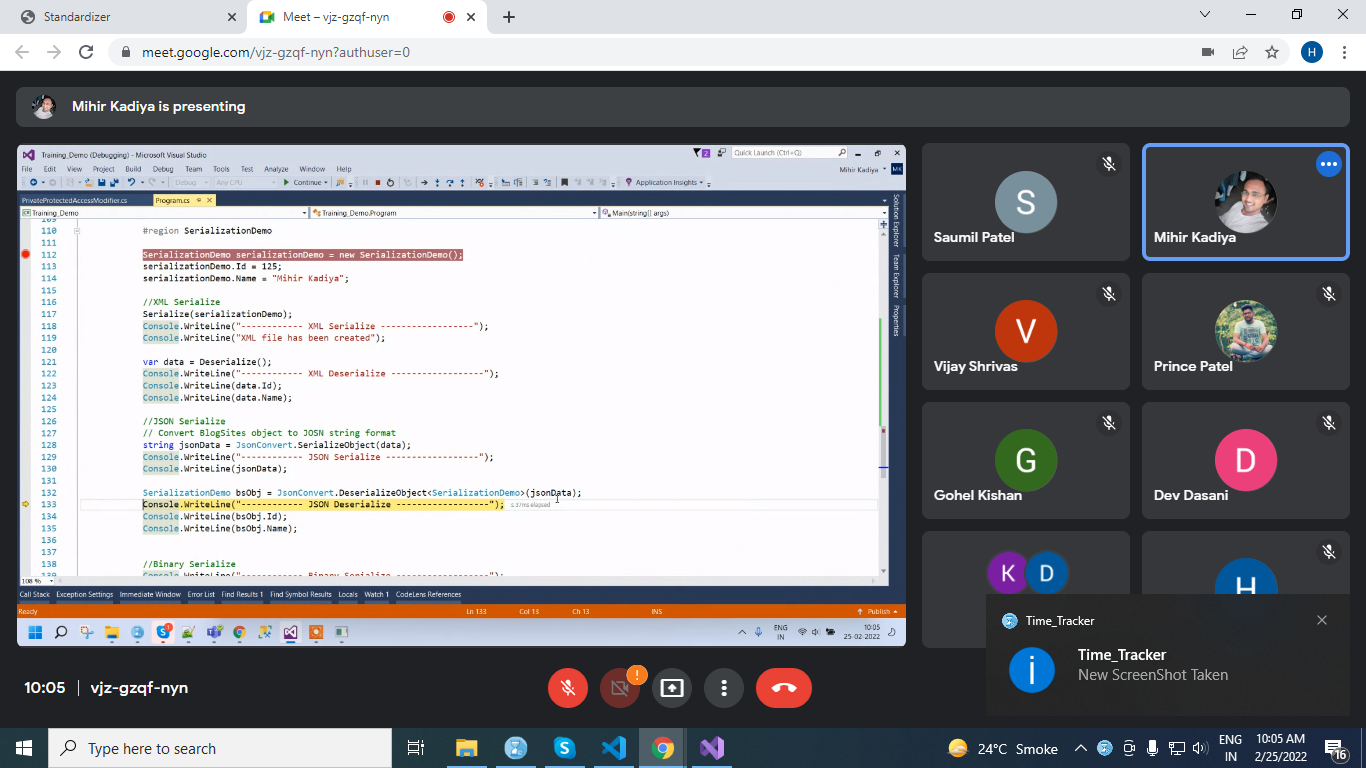 Standardizer
Meet – vjz-gzqf-nyn
meet.google.com/vjz-gzqf-nyn?authuser=0
H
Mihir Kadiya is presenting
Training_Demo (Debugging) - Microsoft Visual Studio
2
Quick Launch (Ctrl+Q)
File Edit View Project Build Debug Team Tools Test Analyze Window Help
Mihir Kadiya
MK
Debug Any CPU Continue Application Insights
PrivateProtectedAccessModifier.cs Program.cs
Training_Demo Training_Demo.Program Main(string[] args)
Solution Explorer
Team Explorer
Properties
109
110 #region SerializationDemo
111
112 SerializationDemo serializationDemo = new SerializationDemo();
113 serializationDemo.Id = 125;
114 serializationDemo.Name = "Mihir Kadiya";
115
116 //XML Serialize
117 Serialize(serializationDemo);
118 Console.WriteLine("------------ XML Serialize ------------------");
119 Console.WriteLine("XML file has been created");
120
121 var data = Deserialize();
122 Console.WriteLine("------------ XML Deserialize ------------------");
123 Console.WriteLine(data.Id);
124 Console.WriteLine(data.Name);
125
126 //JSON Serialize
127 // Convert BlogSites object to JOSN string format
128 string jsonData = JsonConvert.SerializeObject(data);
129 Console.WriteLine("------------ JSON Serialize ------------------");
130 Console.WriteLine(jsonData);
131
132 SerializationDemo bsObj = JsonConvert.DeserializeObject<SerializationDemo>(jsonData);
133 Console.WriteLine("------------ JSON Deserialize ------------------"); ≤ 37ms elapsed
134 Console.WriteLine(bsObj.Id);
135 Console.WriteLine(bsObj.Name);
136
137
138 //Binary Serialize
139 Console.WriteLine("------------ Binary Serialize ------------------");
108 %
Call Stack Exception Settings Immediate Window Error List Find Results 1 Find Symbol Results Locals Watch 1 CodeLens References
Ready Ln 133 Col 13 Ch 13 INS Publish
ENG
IN
10:05
25-02-2022
S
Saumil Patel
Mihir Kadiya
V
Vijay Shrivas
Prince Patel
G
Gohel Kishan
D
Dev Dasani
K D
H
Time_Tracker
i
Time_Tracker
New ScreenShot Taken
10:05 vjz-gzqf-nyn
!
Type here to search
24°C Smoke
ENG
IN
10:05 AM
2/25/2022
16